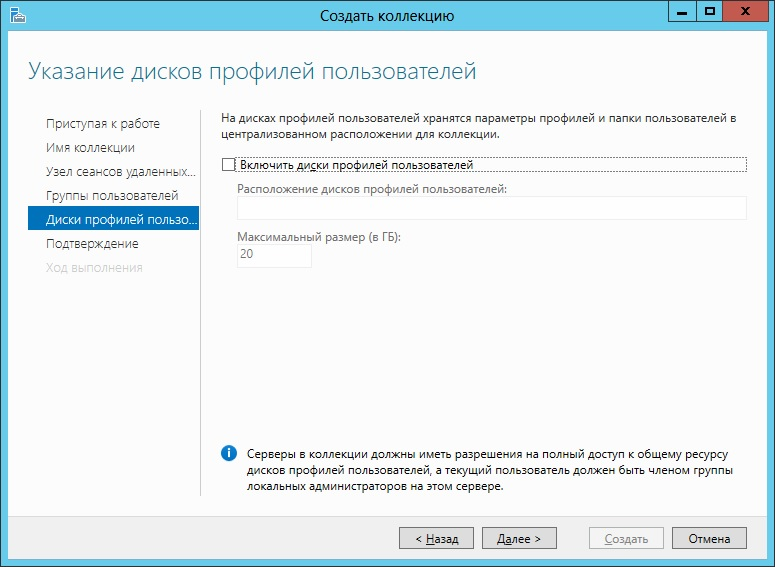 Создать коллекцию
Указание дисков профилей пользователей
Приступая к работе
Имя коллекции
Узел сеансов удаленных...
Группы пользователей
Диски профилей пользо...
Подтверждение
Ход выполнения
На дисках профилей пользователей хранятся параметры профилей и папки пользователей в
централизованном расположении для коллекции.
Включить диски профилей пользователей
Расположение дисков профилей пользователей:
Максимальный размер (в ГБ):
20
Серверы в коллекции должны иметь разрешения на полный доступ к общему ресурсу
дисков профилей пользователей, а текущий пользователь должен быть членом группы
локальных администраторов на этом сервере.
< Назад
Далее >
Создать
Отмена